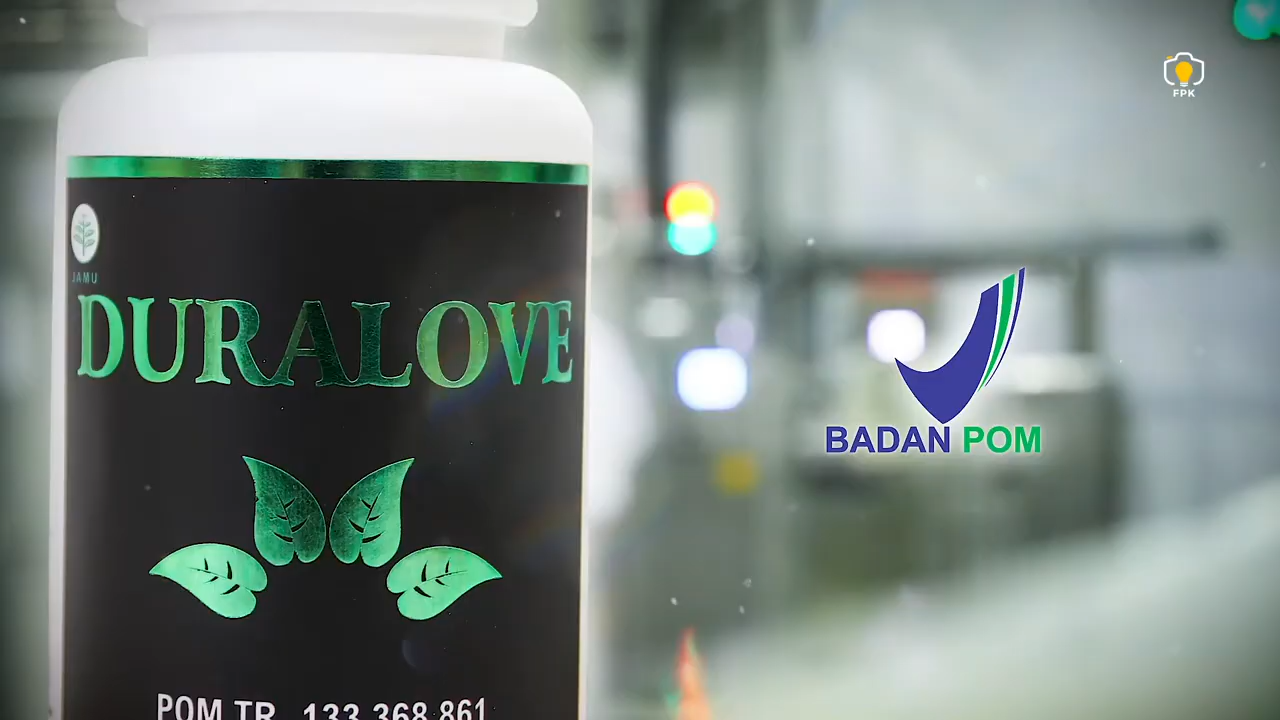 FPK
JAMU
DURALOVE
BADAN POM
POM TR. 133 368 861